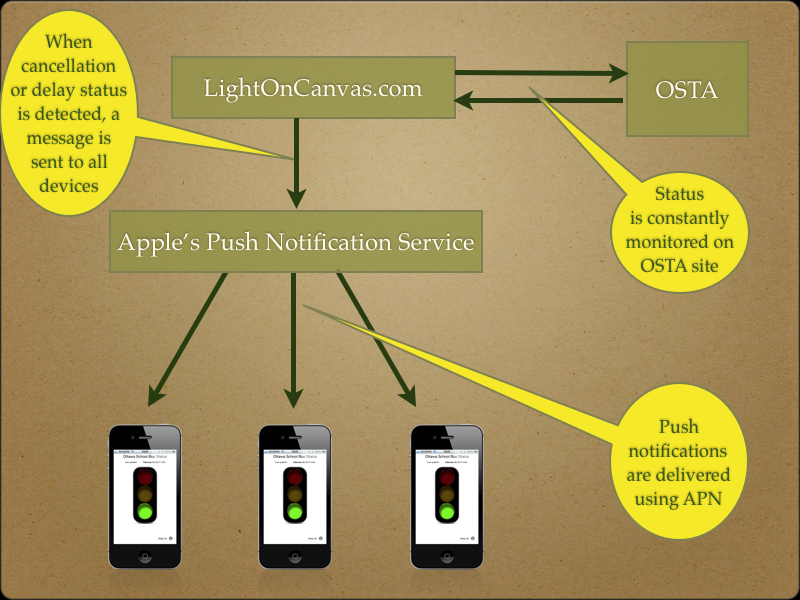 When
cancellation
or delay status
is detected, a
message is
sent to all
devices
LightOnCanvas.com
OSTA
Status
is constantly
monitored on
OSTA site
Apple’s Push Notification Service
Push
notifications
are delivered
using APN
Ottawa School Bus Status
Ottawa School Bus Status
Ottawa School Bus Status